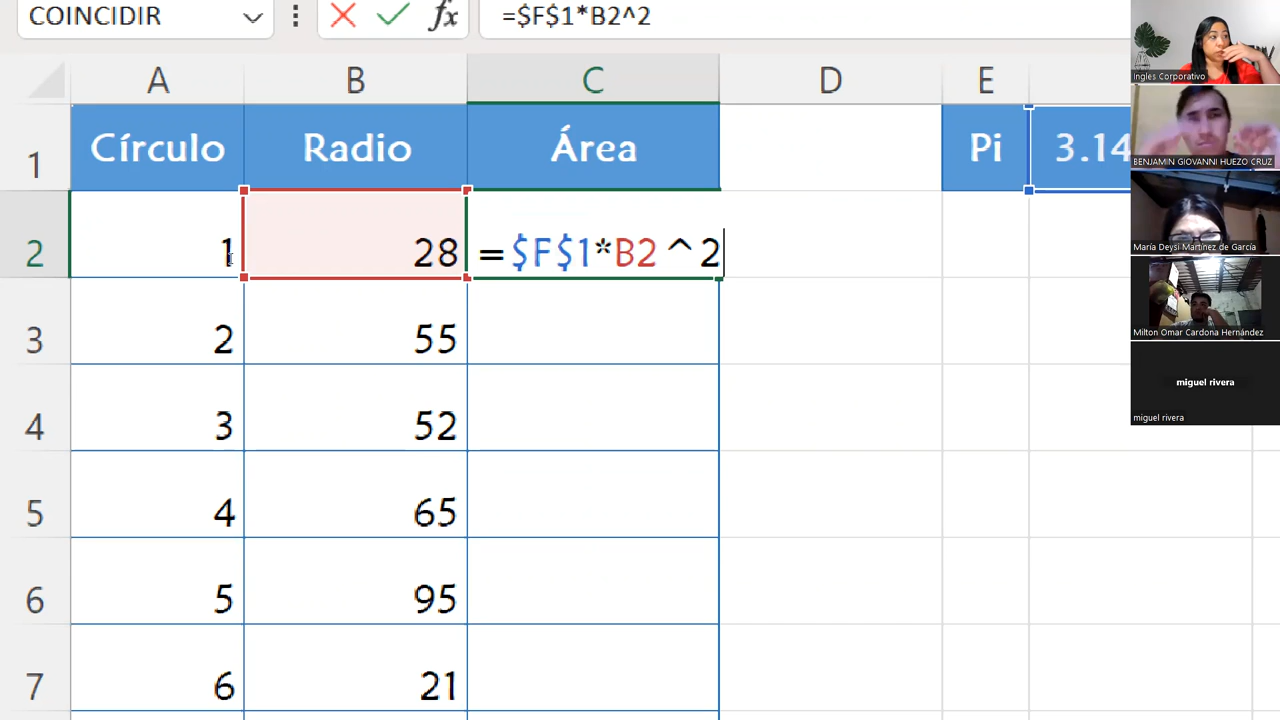 COINCIDIR
fx
=$F$1*B2^2
A B C D E
1 Círculo Radio Área Pi 3.14
2 1 28 =$F$1*B2^2
3 2 55
4 3 52
5 4 65
6 5 95
7 6 21
Ingles Corporativo
BENJAMIN GIOVANNI HUEZO CRUZ
María Deysi Martínez de García
Milton Omar Cardona Hernández
miguel rivera
miguel rivera